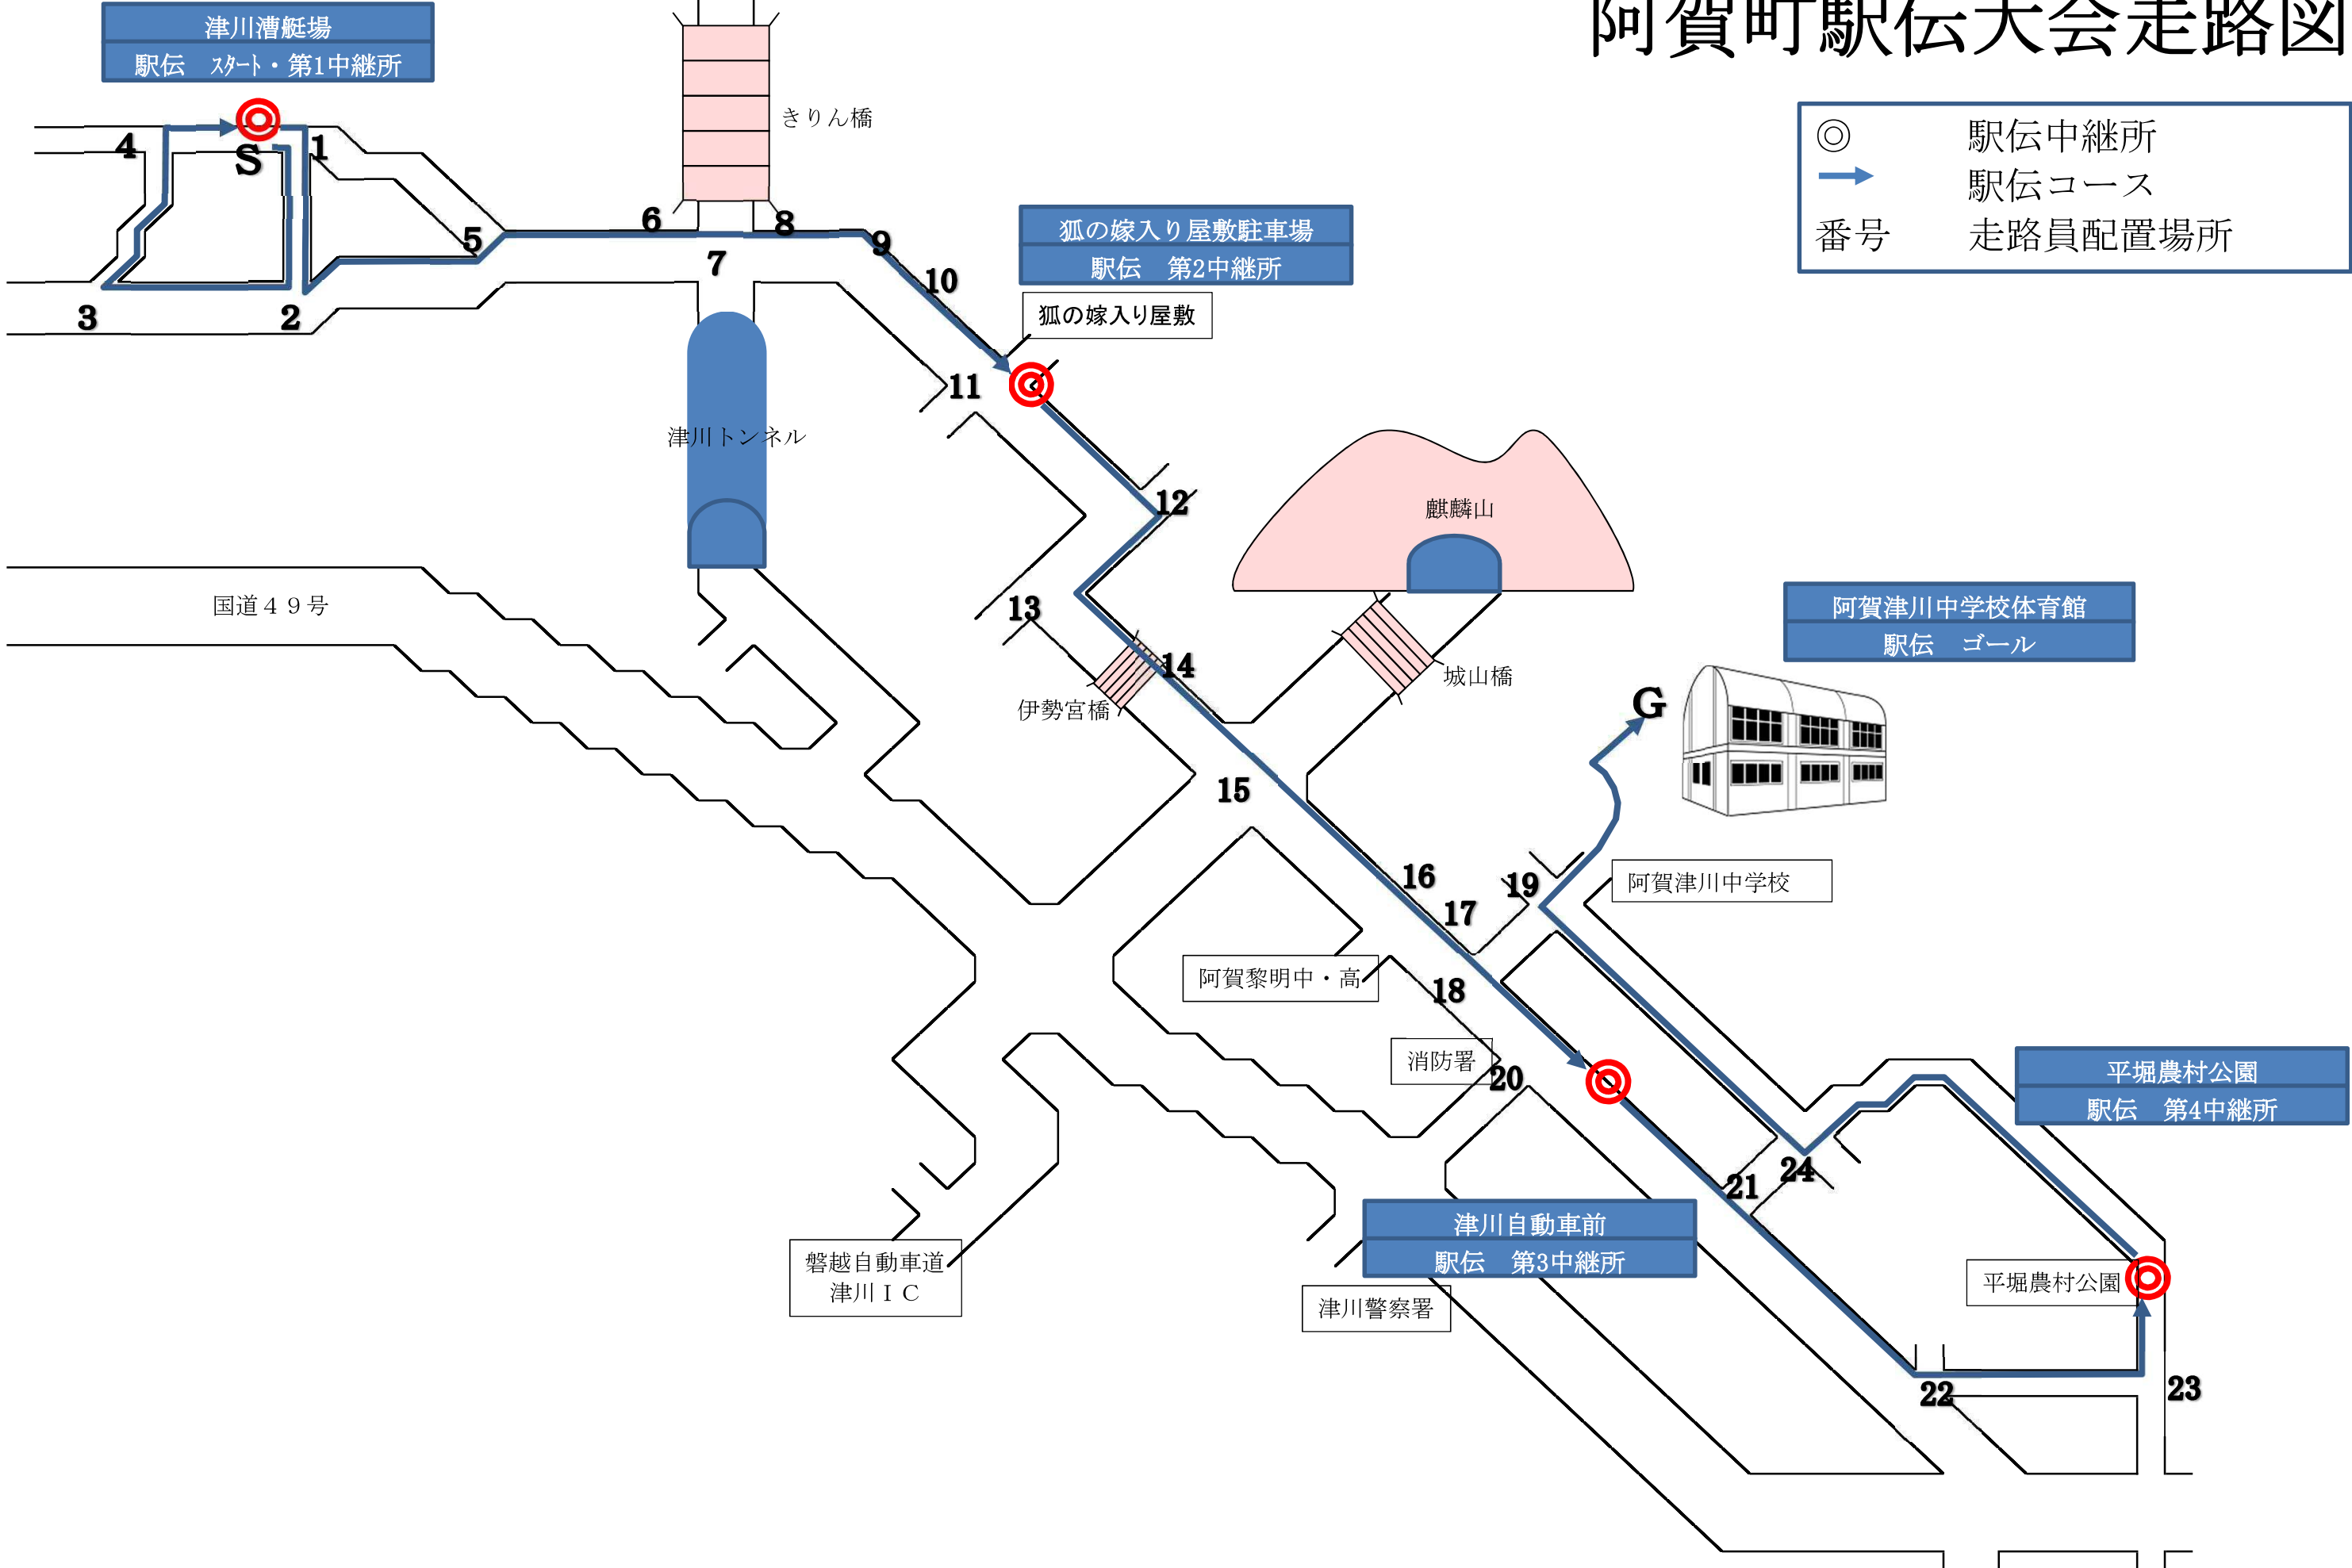 阿賀町駅伝大会走路図
津川漕艇場
駅伝　ｽﾀｰﾄ・第1中継所
きりん橋
◎　駅伝中継所
→　駅伝コース
番号　走路員配置場所
4
S
1
5
6
8
9
7
10
3
2
狐の嫁入り屋敷駐車場
駅伝　第2中継所
狐の嫁入り屋敷
11
津川トンネル
12
麒麟山
国道４９号
13
14
伊勢宮橋
城山橋
阿賀津川中学校体育館
駅伝　ゴール
G
15
16
17
19
阿賀津川中学校
阿賀黎明中・高
18
消防署
20
平堀農村公園
駅伝　第4中継所
21
24
津川自動車前
駅伝　第3中継所
磐越自動車道
津川ＩＣ
津川警察署
平堀農村公園
22
23